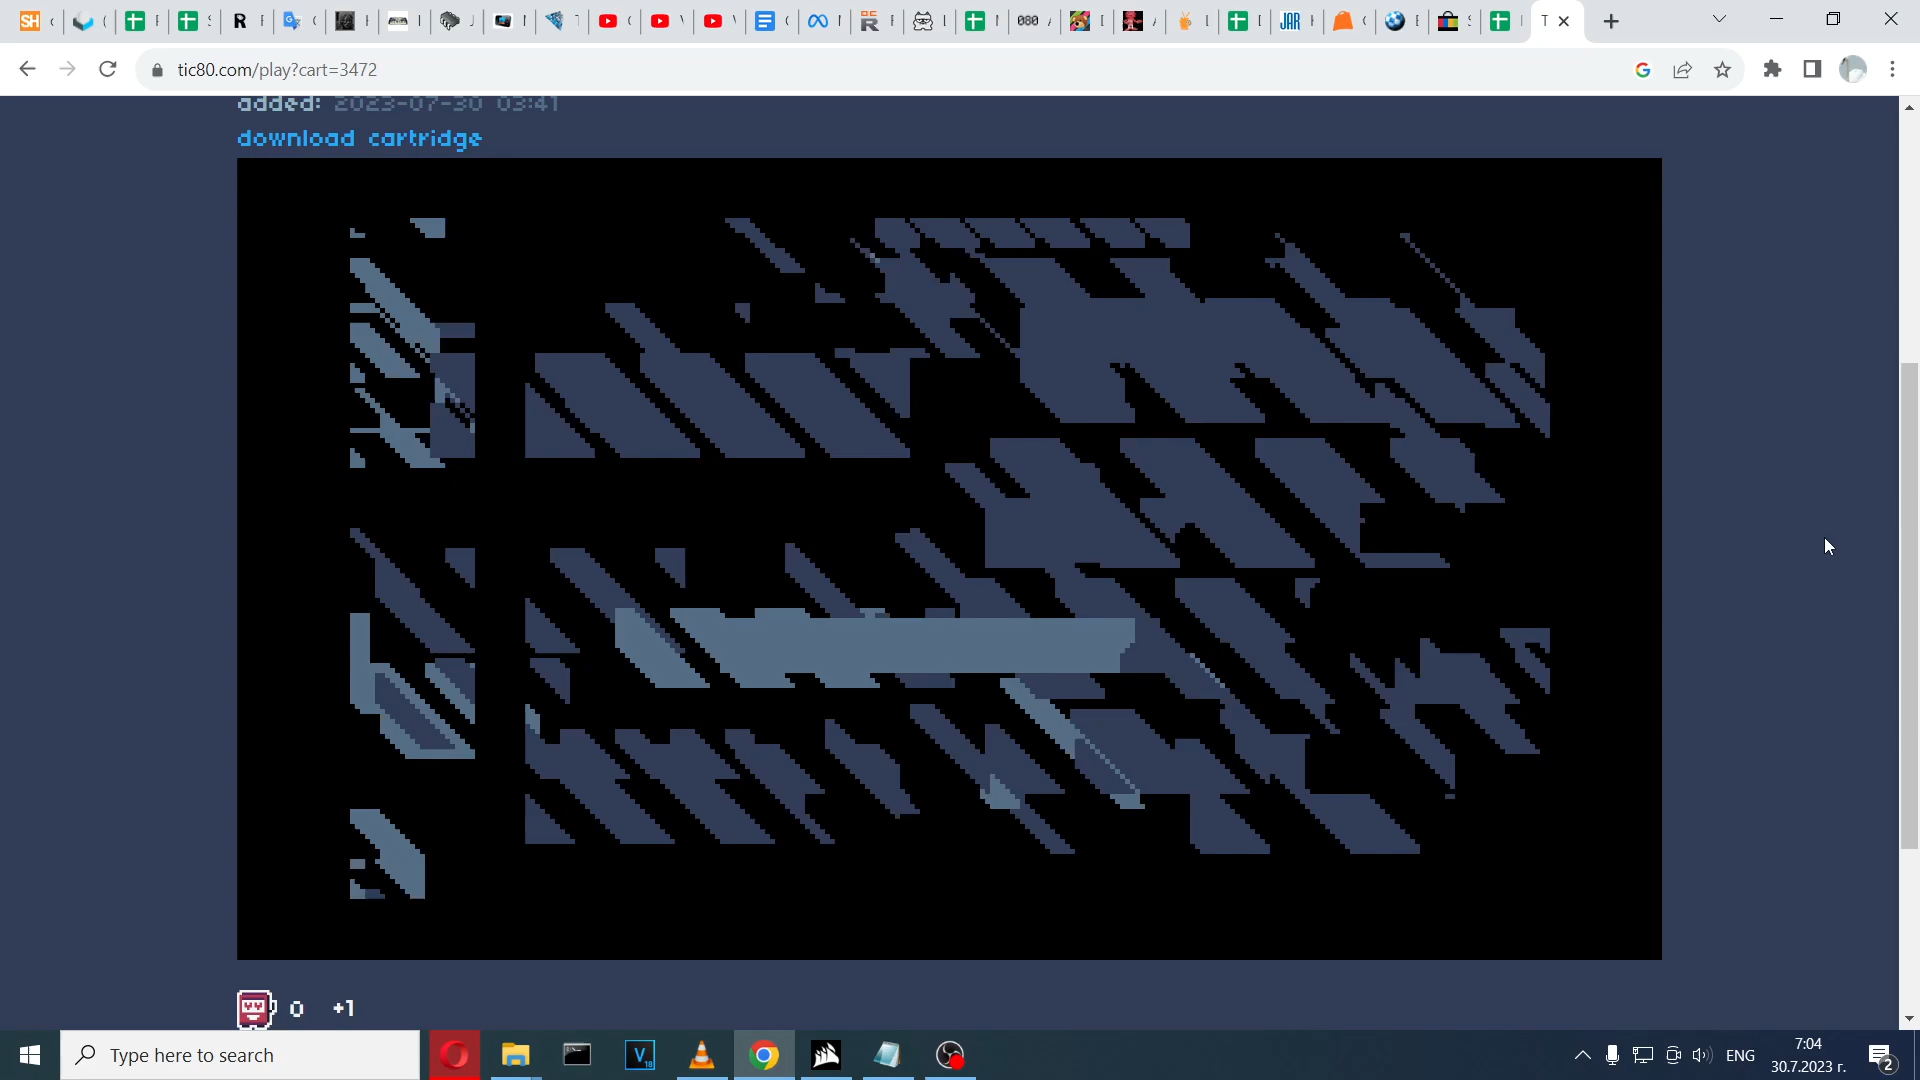 tic80.com/play?cart=3472
added: 2023-07-30 03:41
download cartridge
0 +1
Type here to search
ENG
7:04
30.7.2023 г.
2